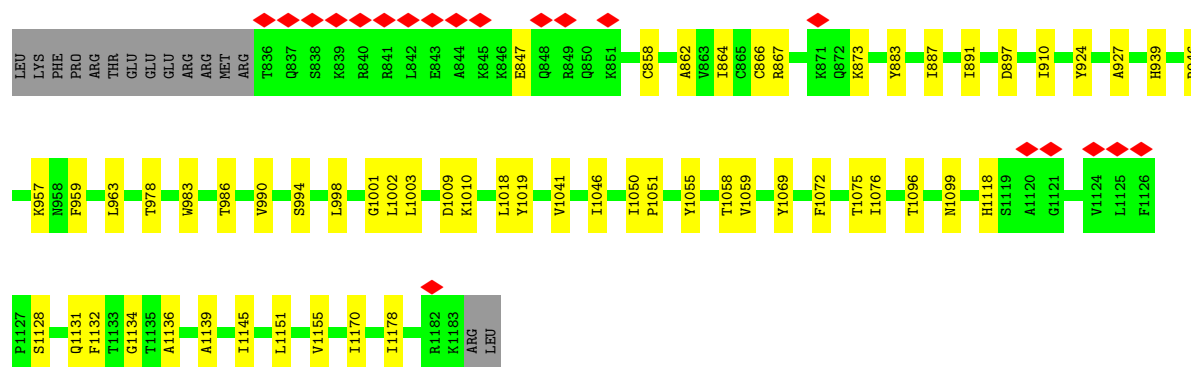 LEU LYS PHE PRO ARG THR GLU GLU GLU ARG ARG MET ARG T836 Q837 S838 K839 R840 R841 L842 E843 A844 K845 K846 E847 Q848 R849 Q850 K851 C858 A862 V863 I864 C865 C866 R867 K871 Q872 K873 Y883 I887 I891 D897 I910 Y924 A927 H939
K957 N958 F959 L963 T978 W983 T986 V990 S994 L998 G1001 L1002 L1003 D1009 K1010 L1018 Y1019 V1041 I1046 I1050 P1051 Y1055 T1058 V1059 Y1069 F1072 T1075 I1076 T1096 N1099 H1118 S1119 A1120 G1121 V1124 L1125 F1126
P1127 S1128 Q1131 F1132 T1133 G1134 T1135 A1136 A1139 I1145 L1151 V1155 I1170 I1178 R1182 K1183 ARG LEU